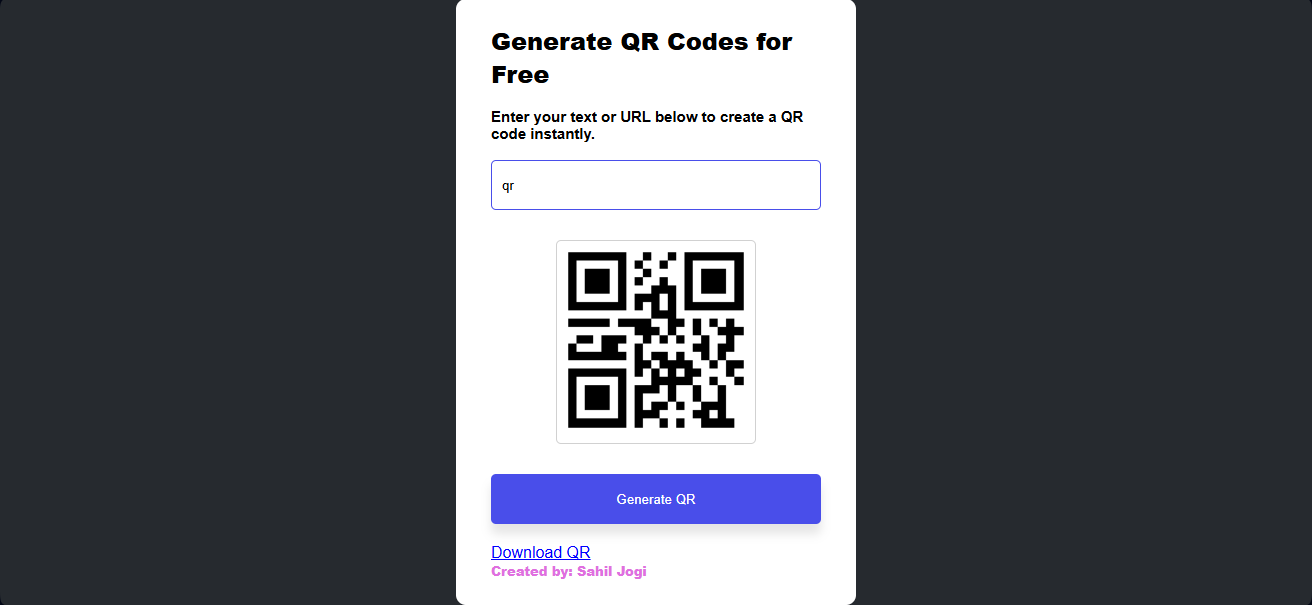 Generate QR Codes for
Free
Enter your text or URL below to create a QR
code instantly.
qr
Generate QR
Download QR
Created by: Sahil Jogi